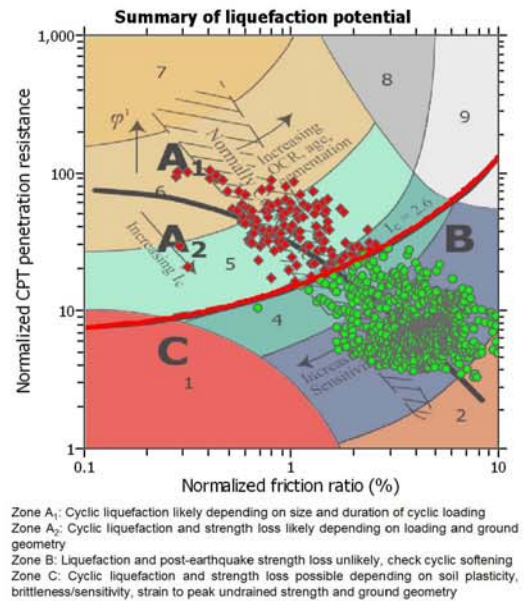 Summary of liquefaction potential
1,000
7
8
9
φ'
Normally
Increasing
OCR, age,
cementation
A1
100
6
Ic = 2.6
A2
B
Increasing Ic
5
10
4
C
1
Increasing
Sensitivity
2
1
0.1
1
10
Normalized CPT penetration resistance
Normalized friction ratio (%)
Zone A1: Cyclic liquefaction likely depending on size and duration of cyclic loading
Zone A2: Cyclic liquefaction and strength loss likely depending on loading and ground
geometry
Zone B: Liquefaction and post-earthquake strength loss unlikely, check cyclic softening
Zone C: Cyclic liquefaction and strength loss possible depending on soil plasticity,
brittleness/sensitivity, strain to peak undrained strength and ground geometry